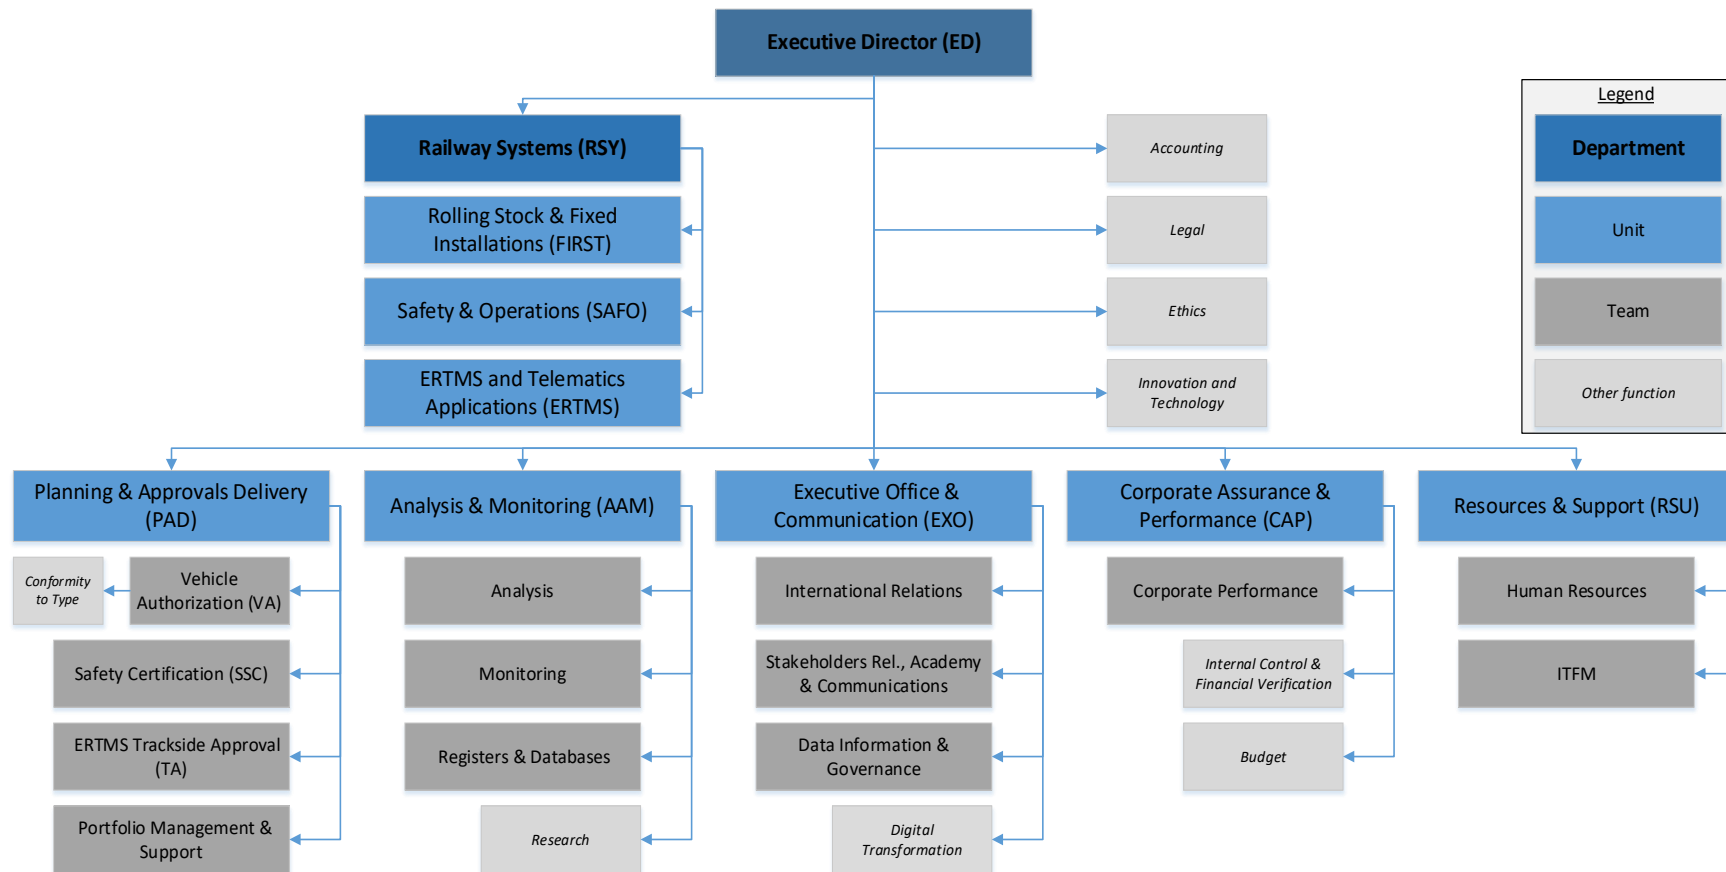 Executive Director (ED)
Legend
Railway Systems (RSY)
Accounting
Department
Rolling Stock & Fixed
Installations (FIRST)
Legal
Unit
Safety & Operations (SAFO)
Ethics
Team
ERTMS and Telematics
Applications (ERTMS)
Innovation and
Technology
Other function
Planning & Approvals Delivery
(PAD)
Analysis & Monitoring (AAM)
Executive Office &
Communication (EXO)
Corporate Assurance &
Performance (CAP)
Resources & Support (RSU)
Conformity
to Type
Vehicle
Authorization (VA)
Analysis
International Relations
Corporate Performance
Human Resources
Safety Certification (SSC)
Monitoring
Stakeholders Rel., Academy
& Communications
Internal Control &
Financial Verification
ITFM
ERTMS Trackside Approval
(TA)
Registers & Databases
Data Information &
Governance
Budget
Portfolio Management &
Support
Research
Digital
Transformation